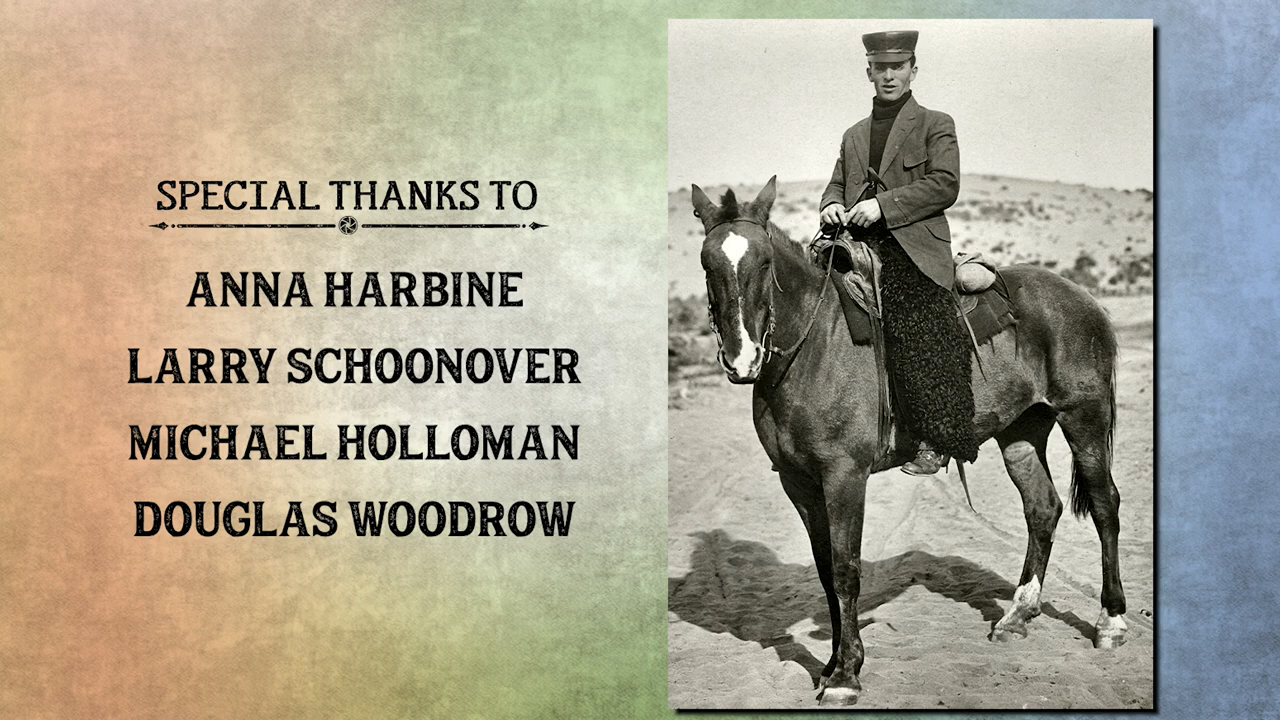 SPECIAL THANKS TO
ANNA HARBINE
LARRY SCHOONOVER
MICHAEL HOLLOMAN
DOUGLAS WOODROW